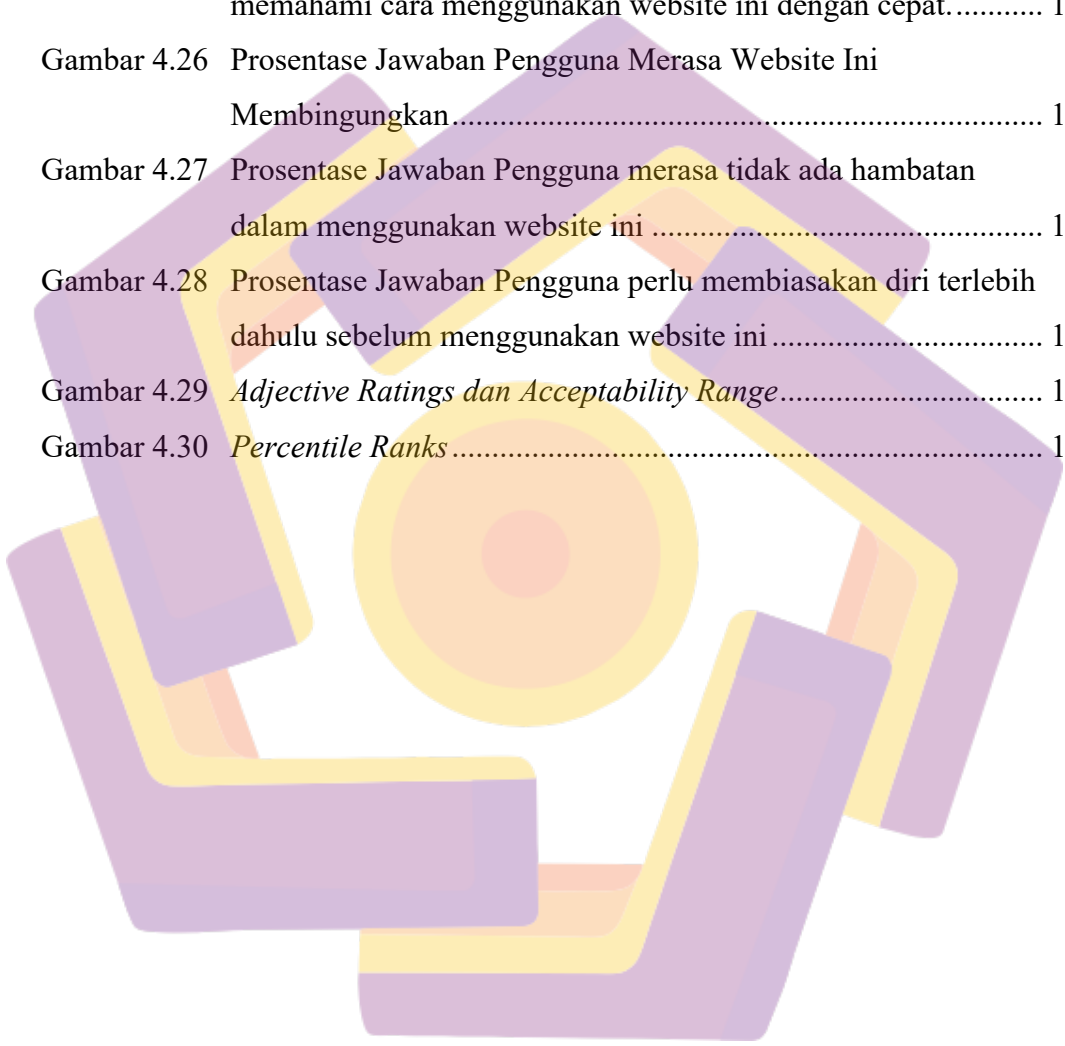 memahami cara menggunakan website ini dengan cepat............ 1
Gambar 4.26 Prosentase Jawaban Pengguna Merasa Website Ini
Membingungkan.......................................................................... 1
Gambar 4.27 Prosentase Jawaban Pengguna merasa tidak ada hambatan
dalam menggunakan website ini ................................................. 1
Gambar 4.28 Prosentase Jawaban Pengguna perlu membiasakan diri terlebih
dahulu sebelum menggunakan website ini .................................. 1
Gambar 4.29 Adjective Ratings dan Acceptability Range................................. 1
Gambar 4.30 Percentile Ranks .......................................................................... 1